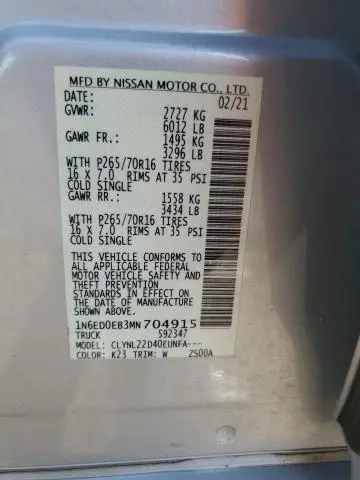 MFD BY NISSAN MOTOR CO., LTD.
DATE: 02/21
GVWR: 2727 KG
6012 LB
GAWR FR.: 1495 KG
3296 LB
WITH P265/70R16 TIRES
16 X 7.0 RIMS AT 35 PSI
COLD SINGLE
GAWR RR.: 1558 KG
3434 LB
WITH P265/70R16 TIRES
16 X 7.0 RIMS AT 35 PSI
COLD SINGLE
THIS VEHICLE CONFORMS TO
ALL APPLICABLE FEDERAL
MOTOR VEHICLE SAFETY AND
THEFT PREVENTION
STANDARDS IN EFFECT ON
THE DATE OF MANUFACTURE
SHOWN ABOVE.
1N6ED0EB3MN704915
TRUCK 592347
MODEL: CLYNL22D40EUNFA---
COLOR: K23 TRIM: W ZS00A